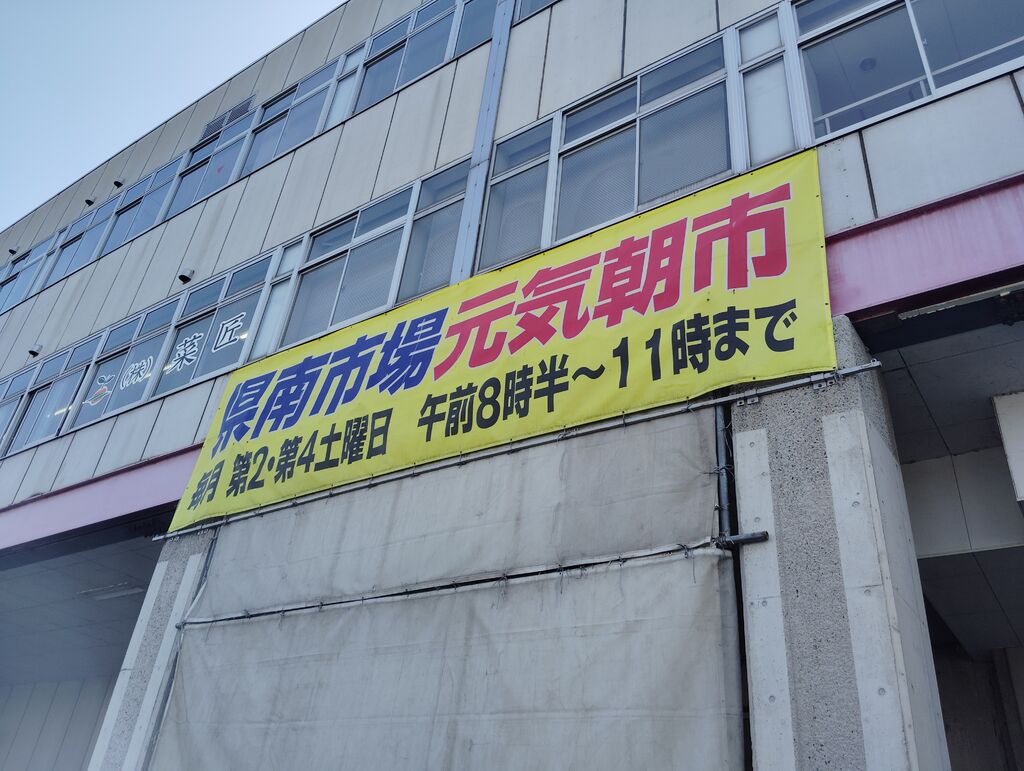 県南市場元気朝市
毎月 第2・第4土曜日 午前8時半〜11時まで
(株) 菜匠